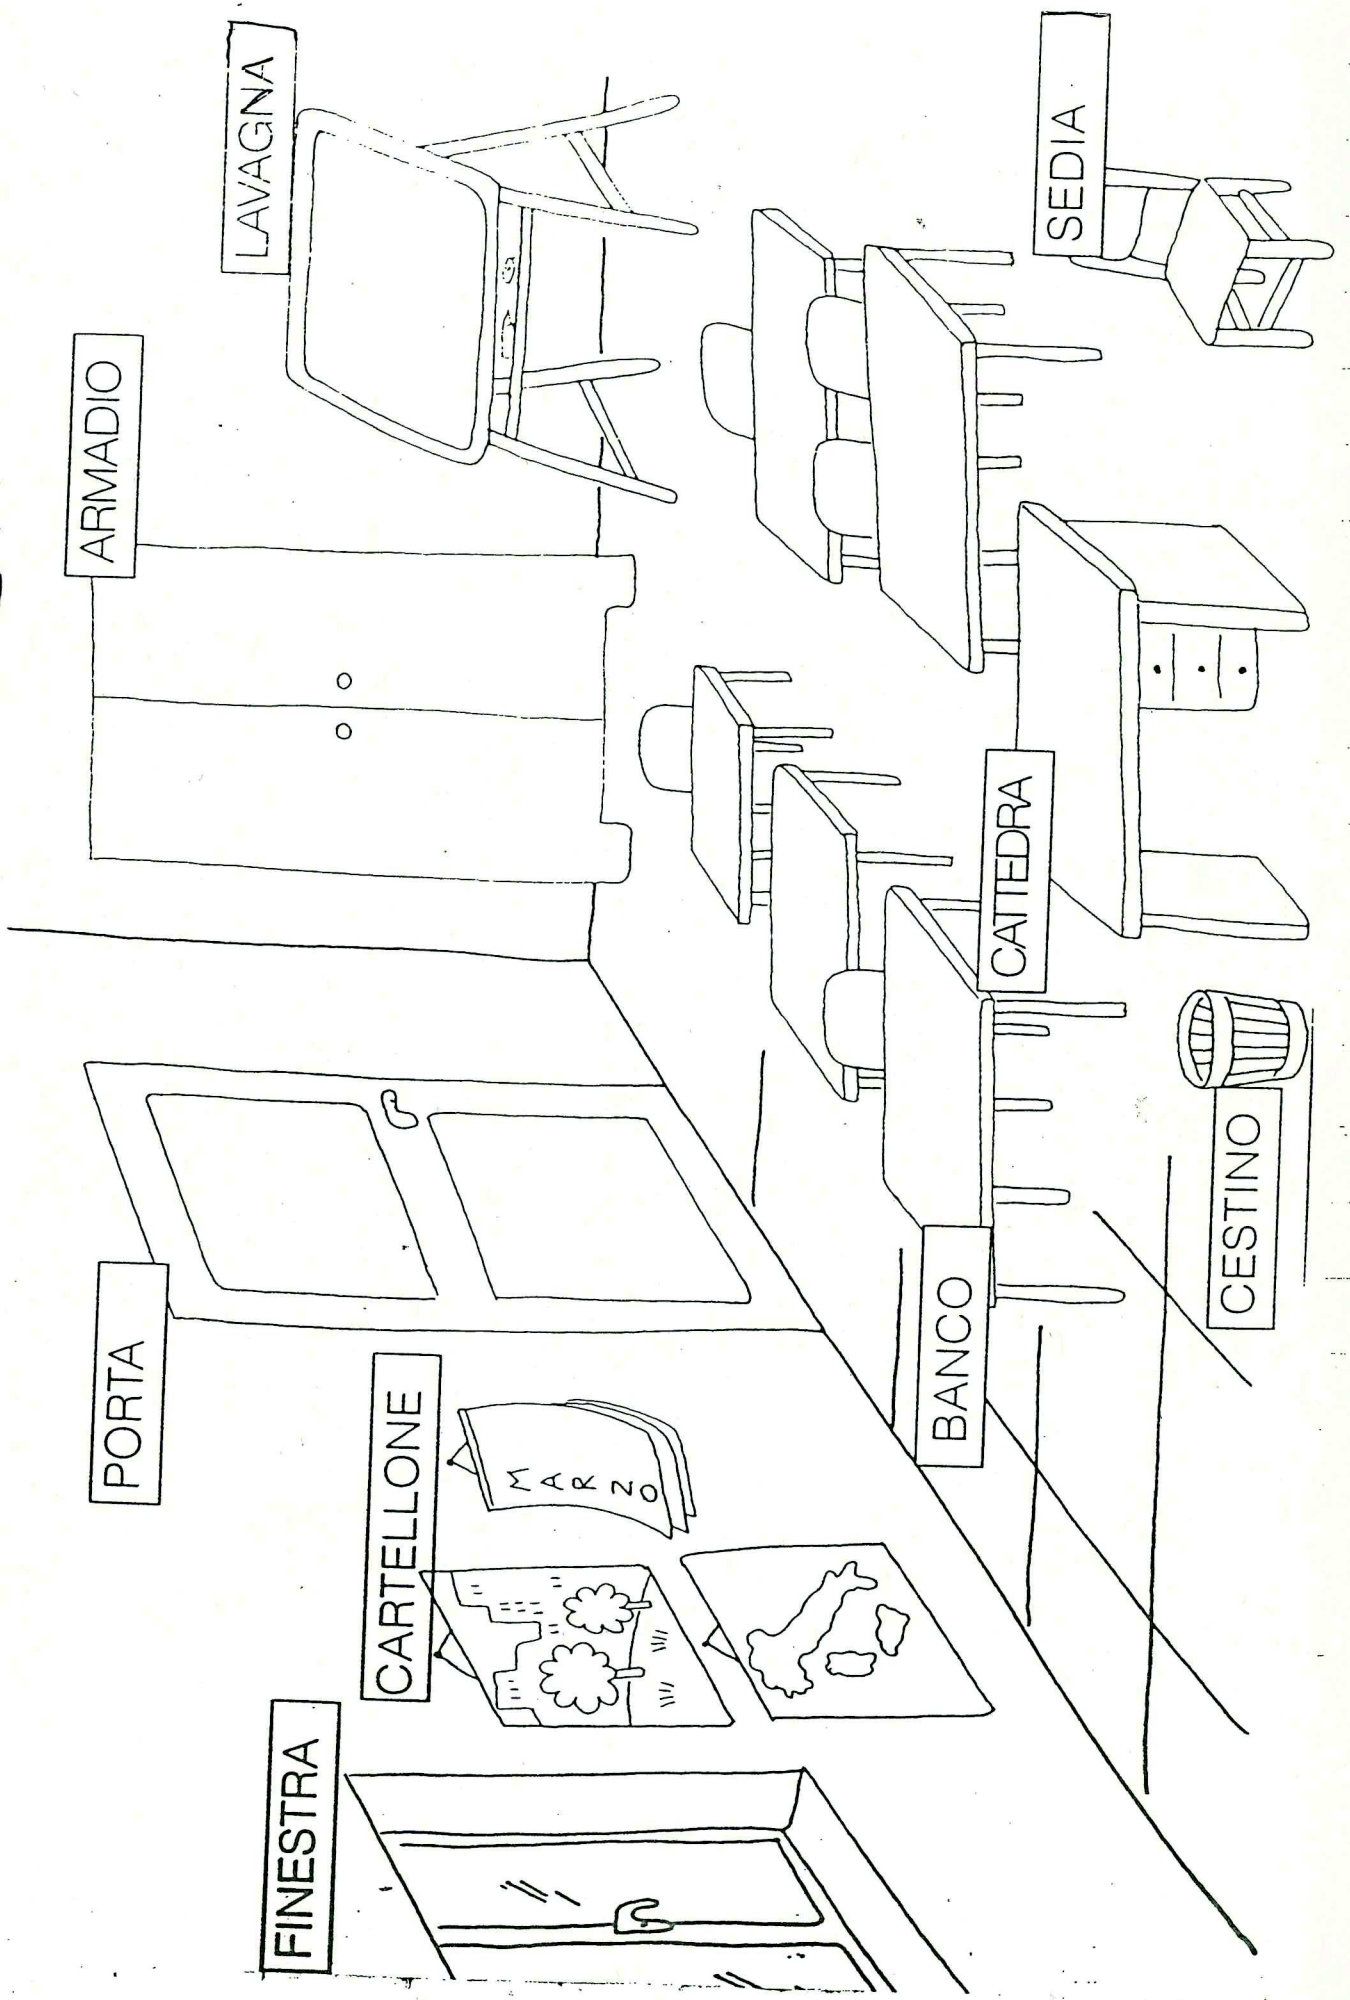 PORTA
ARMADIO
FINESTRA
LAVAGNA
CARTELLONE
MARZO
BANCO
CATTEDRA
SEDIA
CESTINO